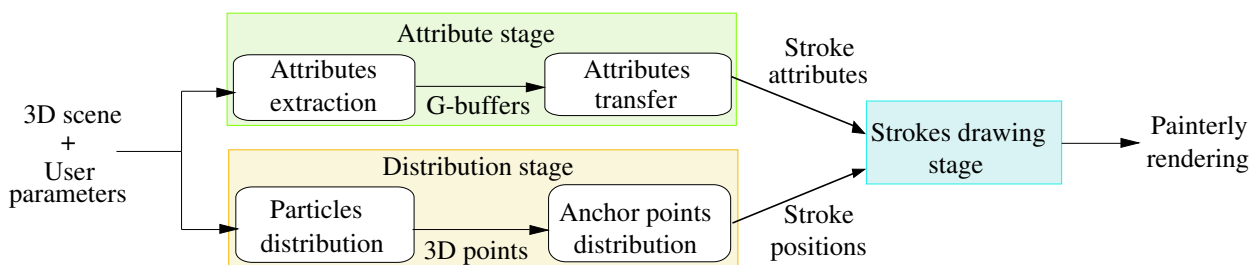 3D scene
+
User
parameters
Attribute stage
Attributes
extraction
G-buffers
Attributes
transfer
Stroke
attributes
Distribution stage
Particles
distribution
3D points
Anchor points
distribution
Stroke
positions
Strokes drawing
stage
Painterly
rendering